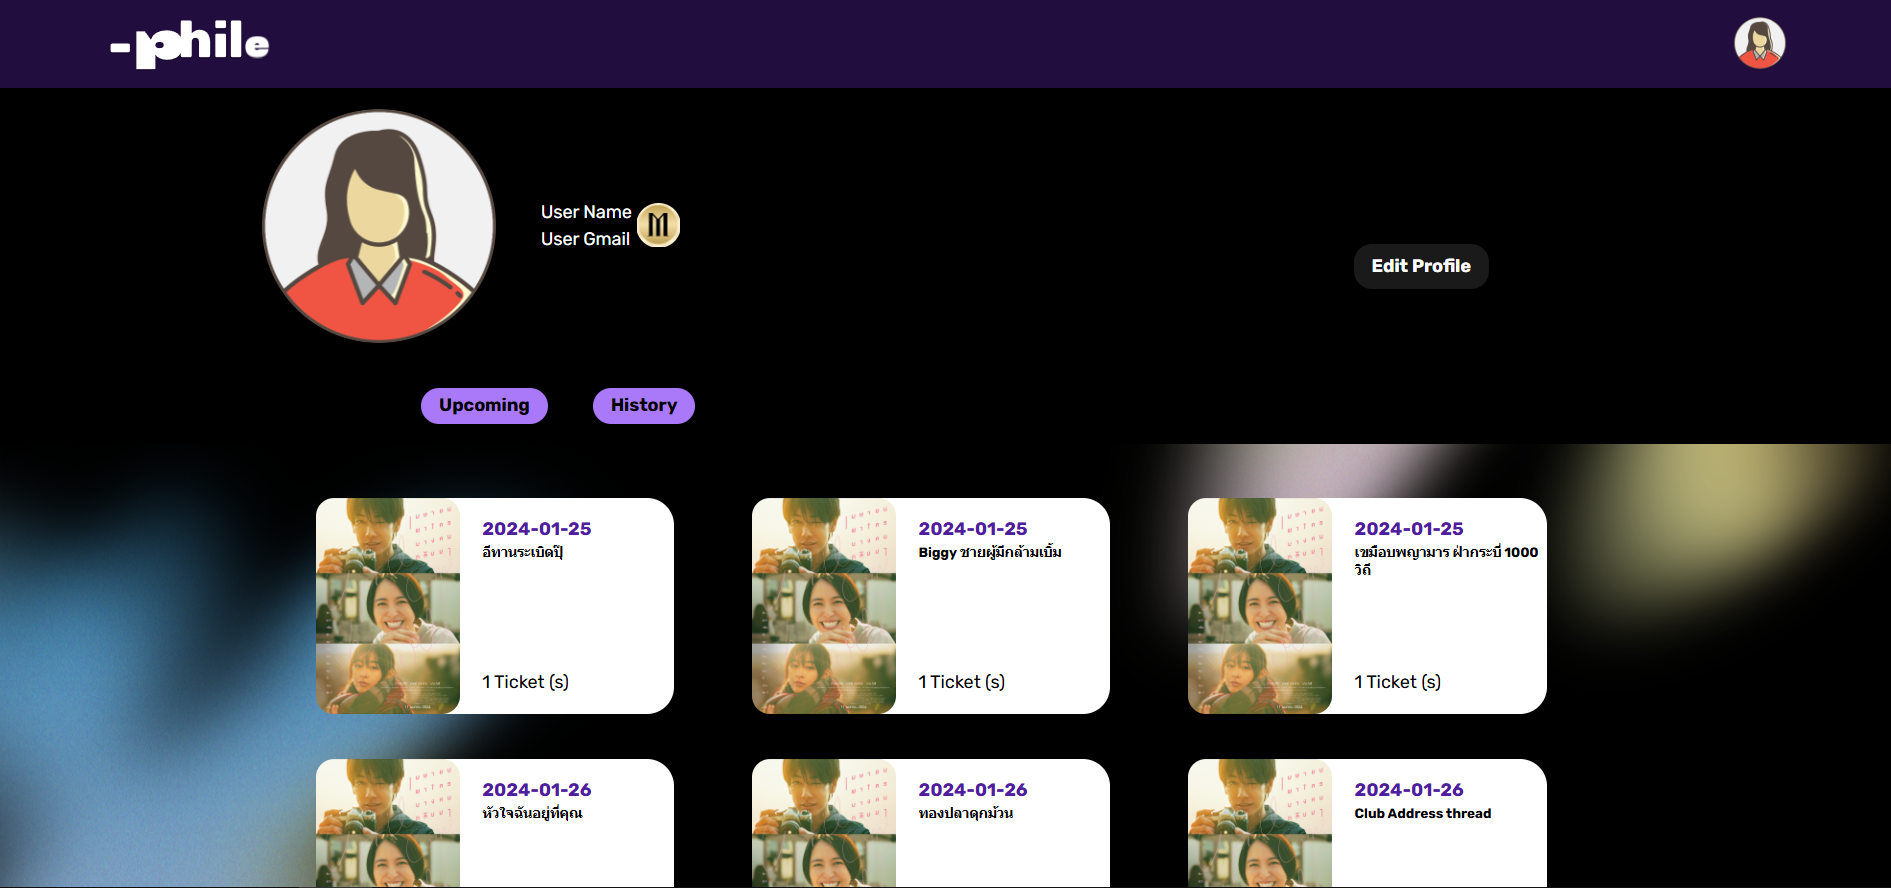 -phile
User Name
User Gmail
M
Edit Profile
Upcoming
History
2024-01-25
อีทานระเบิดปุ๊
1 Ticket (s)
2024-01-25
Biggy ชายผู้มีกล้ามเบิ้ม
1 Ticket (s)
2024-01-25
เขมือบพญามาร ฝ่ากระบี่ 1000
วิถี
1 Ticket (s)
2024-01-26
หัวใจฉันอยู่ที่คุณ
2024-01-26
ทองปลาดุกม้วน
2024-01-26
Club Address thread